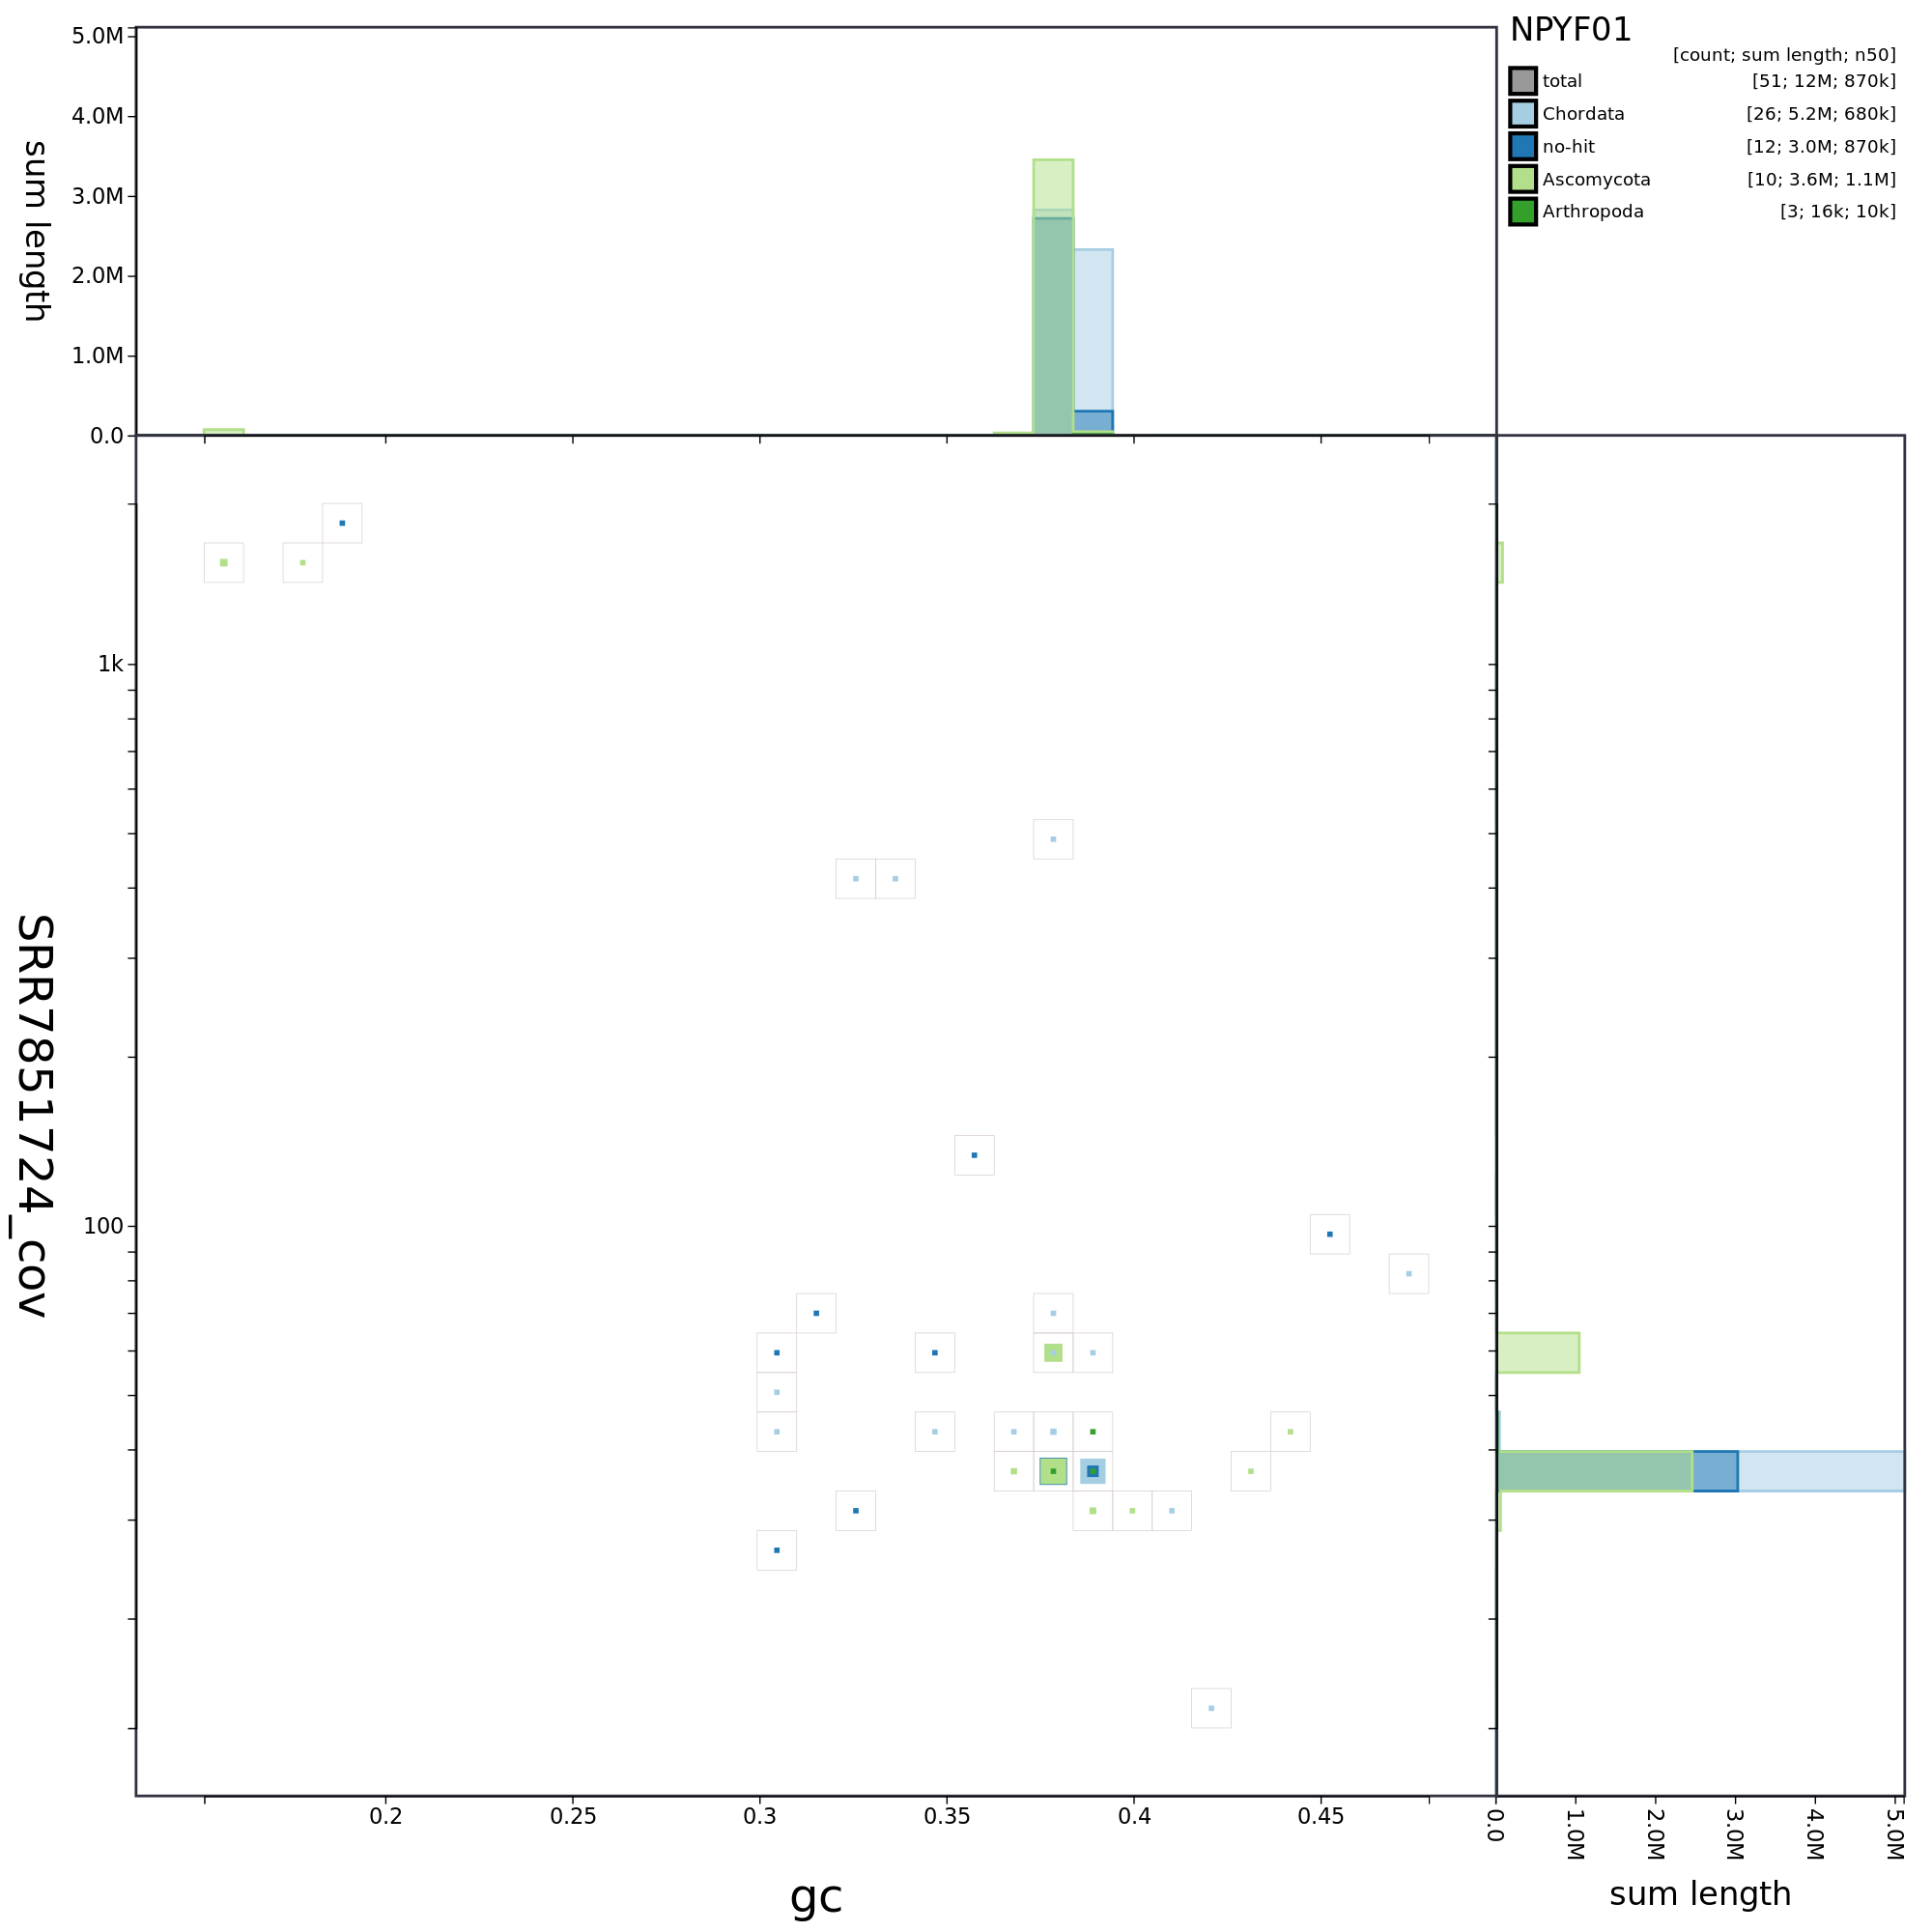 NPYF01
[count; sum length; n50]
total [51; 12M; 870k]
Chordata [26; 5.2M; 680k]
no-hit [12; 3.0M; 870k]
Ascomycota [10; 3.6M; 1.1M]
Arthropoda [3; 16k; 10k]
5.0M
4.0M
3.0M
2.0M
1.0M
0.0
sum length
1k
100
SRR7851724_cov
0.2 0.25 0.3 0.35 0.4 0.45
gc
0.0 1.0M 2.0M 3.0M 4.0M 5.0M
sum length